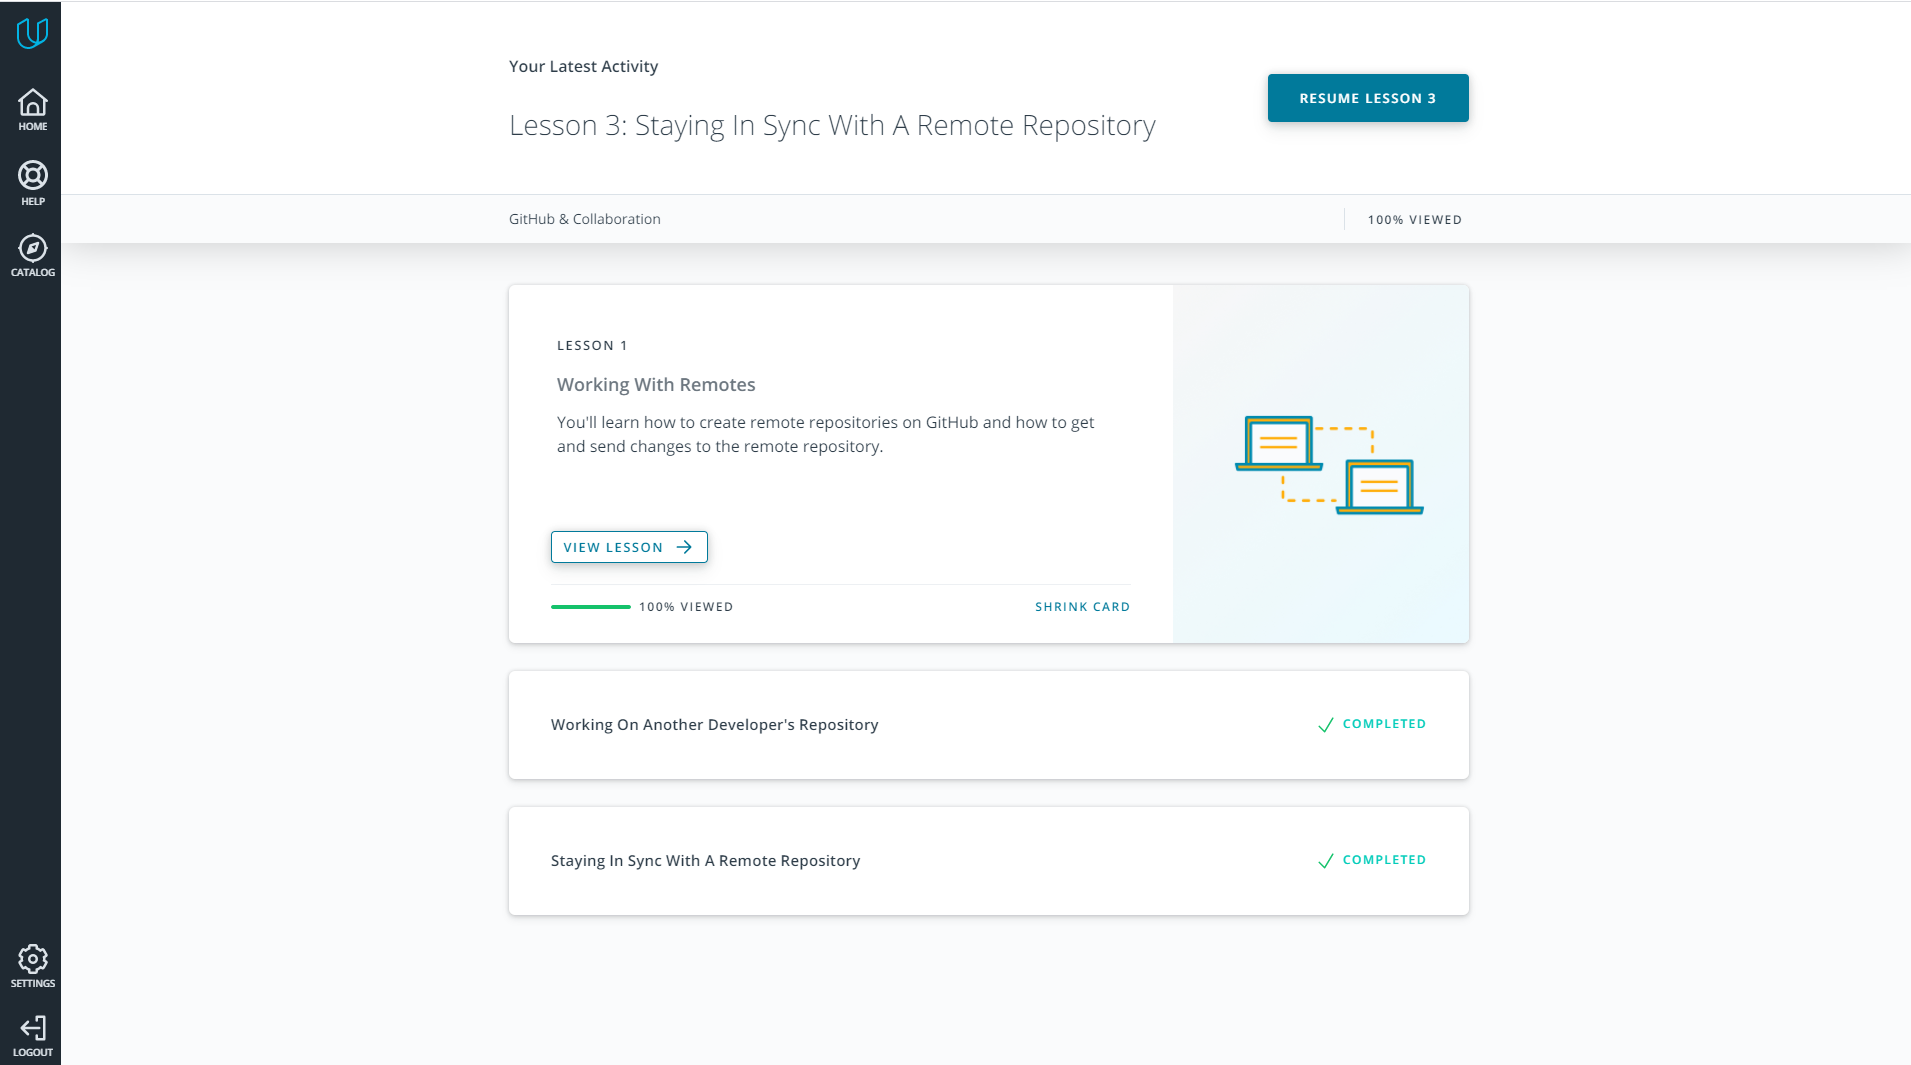 HOME
HELP
CATALOG
SETTINGS
LOGOUT
Your Latest Activity
Lesson 3: Staying In Sync With A Remote Repository
RESUME LESSON 3
GitHub & Collaboration
100% VIEWED
LESSON 1
Working With Remotes
You'll learn how to create remote repositories on GitHub and how to get
and send changes to the remote repository.
VIEW LESSON
100% VIEWED
SHRINK CARD
Working On Another Developer's Repository
COMPLETED
Staying In Sync With A Remote Repository
COMPLETED